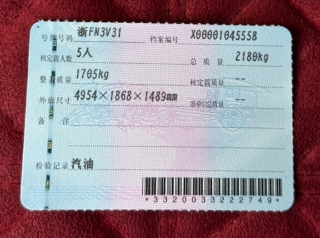 号牌号码 浙FN3V31 档案编号 X00001045558
核定载人数 5人 总质量 2180kg
整备质量 1705kg 核定载质量 --
外廓尺寸 4954×1868×1489mm 准牵引总质量 --
备注
检验记录 汽油
*3320033222749*